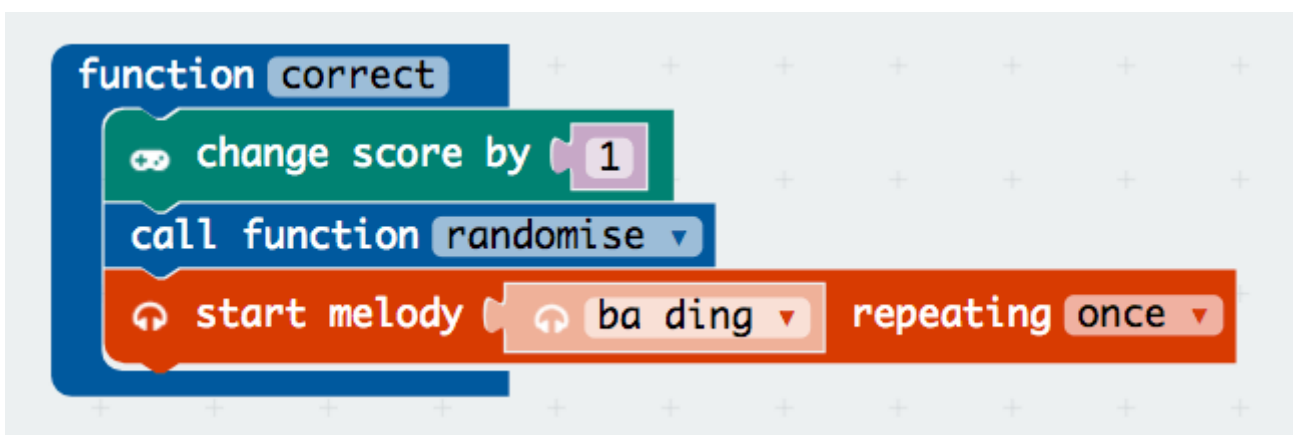 function correct
change score by 1
call function randomise
start melody ba ding repeating once